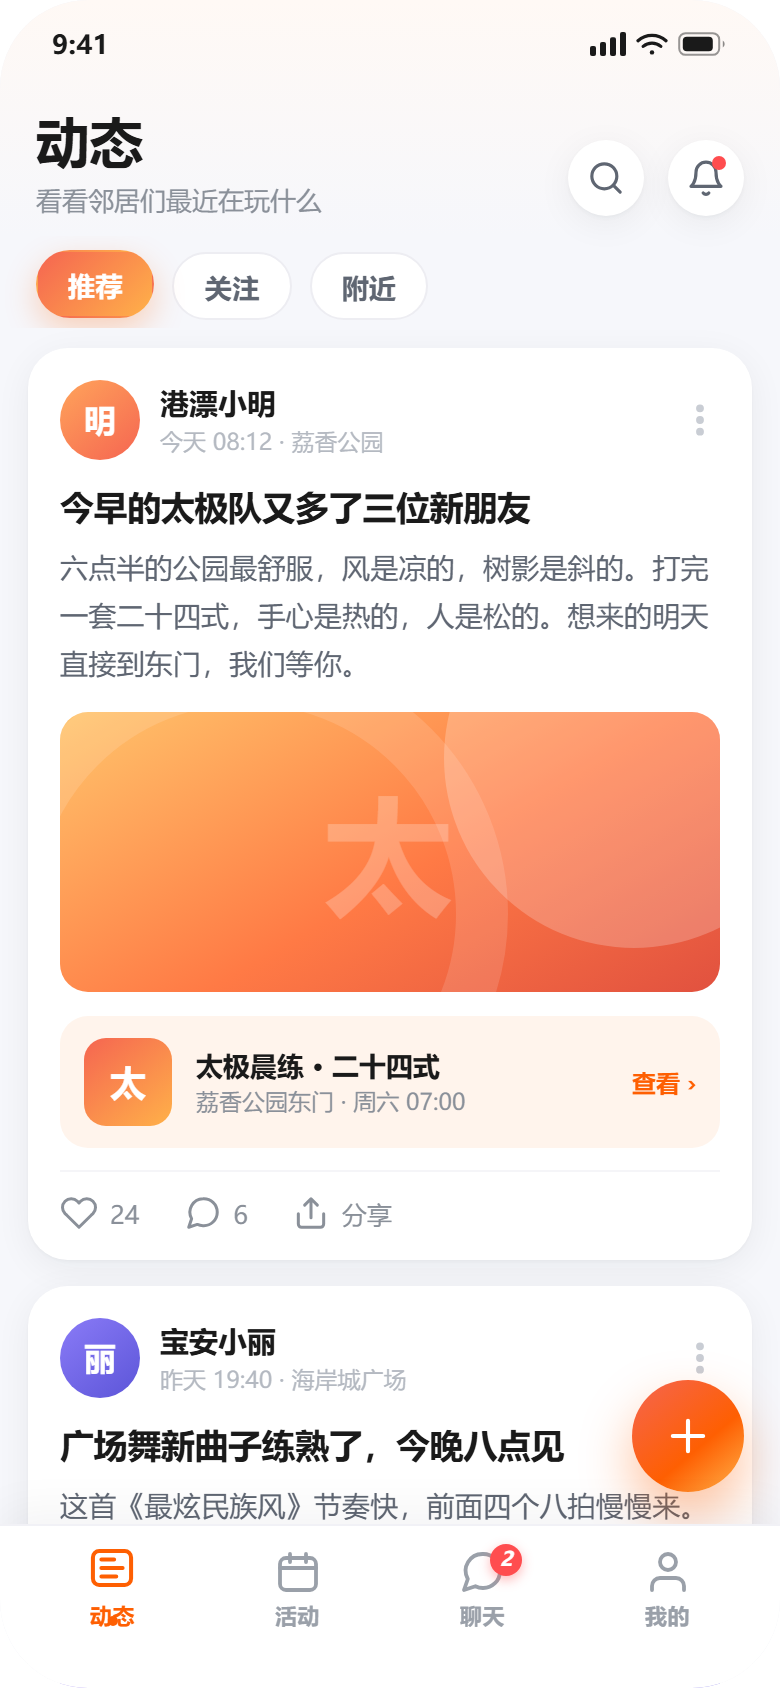 9:41
动态
看看邻居们最近在玩什么
推荐 关注 附近
明
港漂小明
今天 08:12 · 荔香公园
今早的太极队又多了三位新朋友
六点半的公园最舒服，风是凉的，树影是斜的。打完
一套二十四式，手心是热的，人是松的。想来的明天
直接到东门，我们等你。
太
太
太极晨练 • 二十四式
荔香公园东门 · 周六 07:00
查看 ›
24 6 分享
丽
宝安小丽
昨天 19:40 · 海岸城广场
广场舞新曲子练熟了，今晚八点见
这首《最炫民族风》节奏快，前面四个八拍慢慢来。
2
动态 活动 聊天 我的